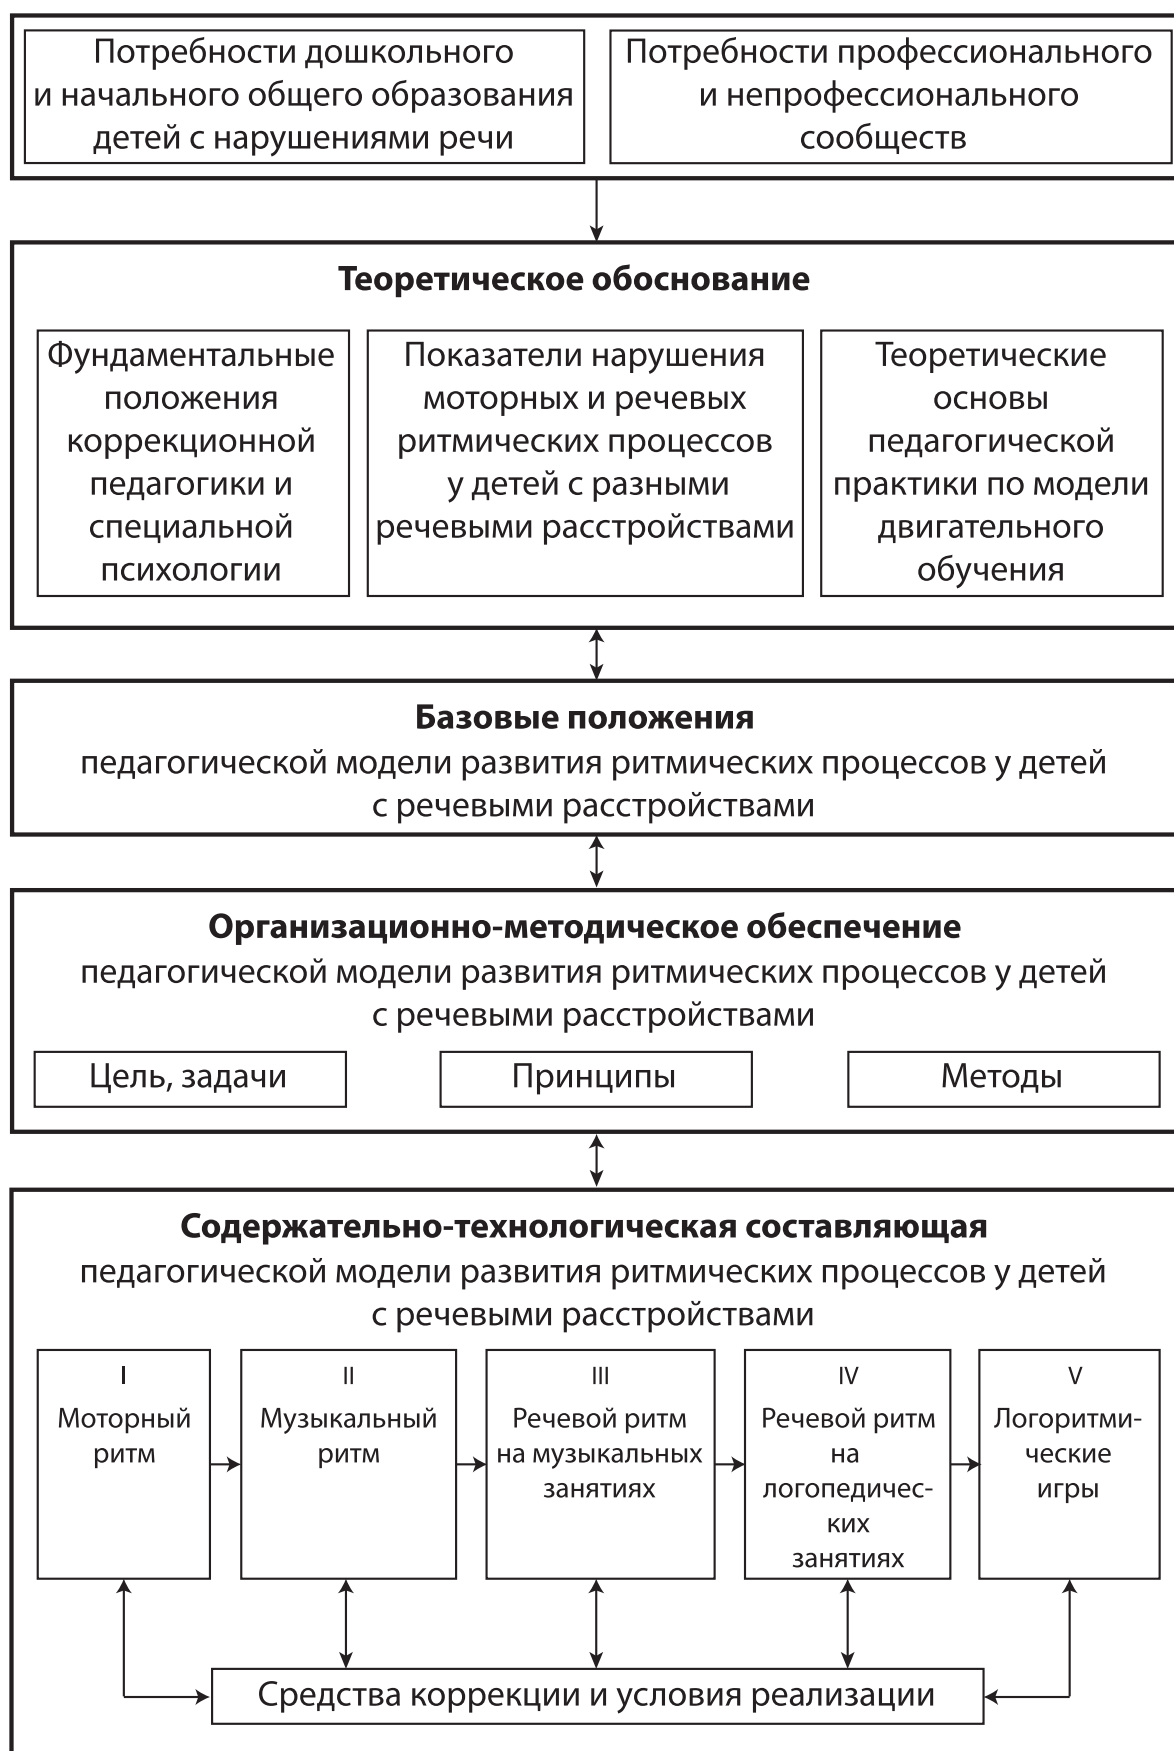 Потребности дошкольного
и начального общего образования
детей с нарушениями речи
Потребности профессионального
и непрофессионального
сообществ
Теоретическое обоснование
Фундаментальные
положения
коррекционной
педагогики и
специальной
психологии
Показатели нарушения
моторных и речевых
ритмических процессов
у детей с разными
речевыми расстройствами
Теоретические
основы
педагогической
практики по модели
двигательного
обучения
Базовые положения
педагогической модели развития ритмических процессов у детей
с речевыми расстройствами
Организационно-методическое обеспечение
педагогической модели развития ритмических процессов у детей
с речевыми расстройствами
Цель, задачи
Принципы
Методы
Содержательно-технологическая составляющая
педагогической модели развития ритмических процессов у детей
с речевыми расстройствами
I
Моторный
ритм
II
Музыкальный
ритм
III
Речевой ритм
на музыкальных
занятиях
IV
Речевой ритм
на
логопедичес-
ких
занятиях
V
Логоритми-
ческие
игры
Средства коррекции и условия реализации